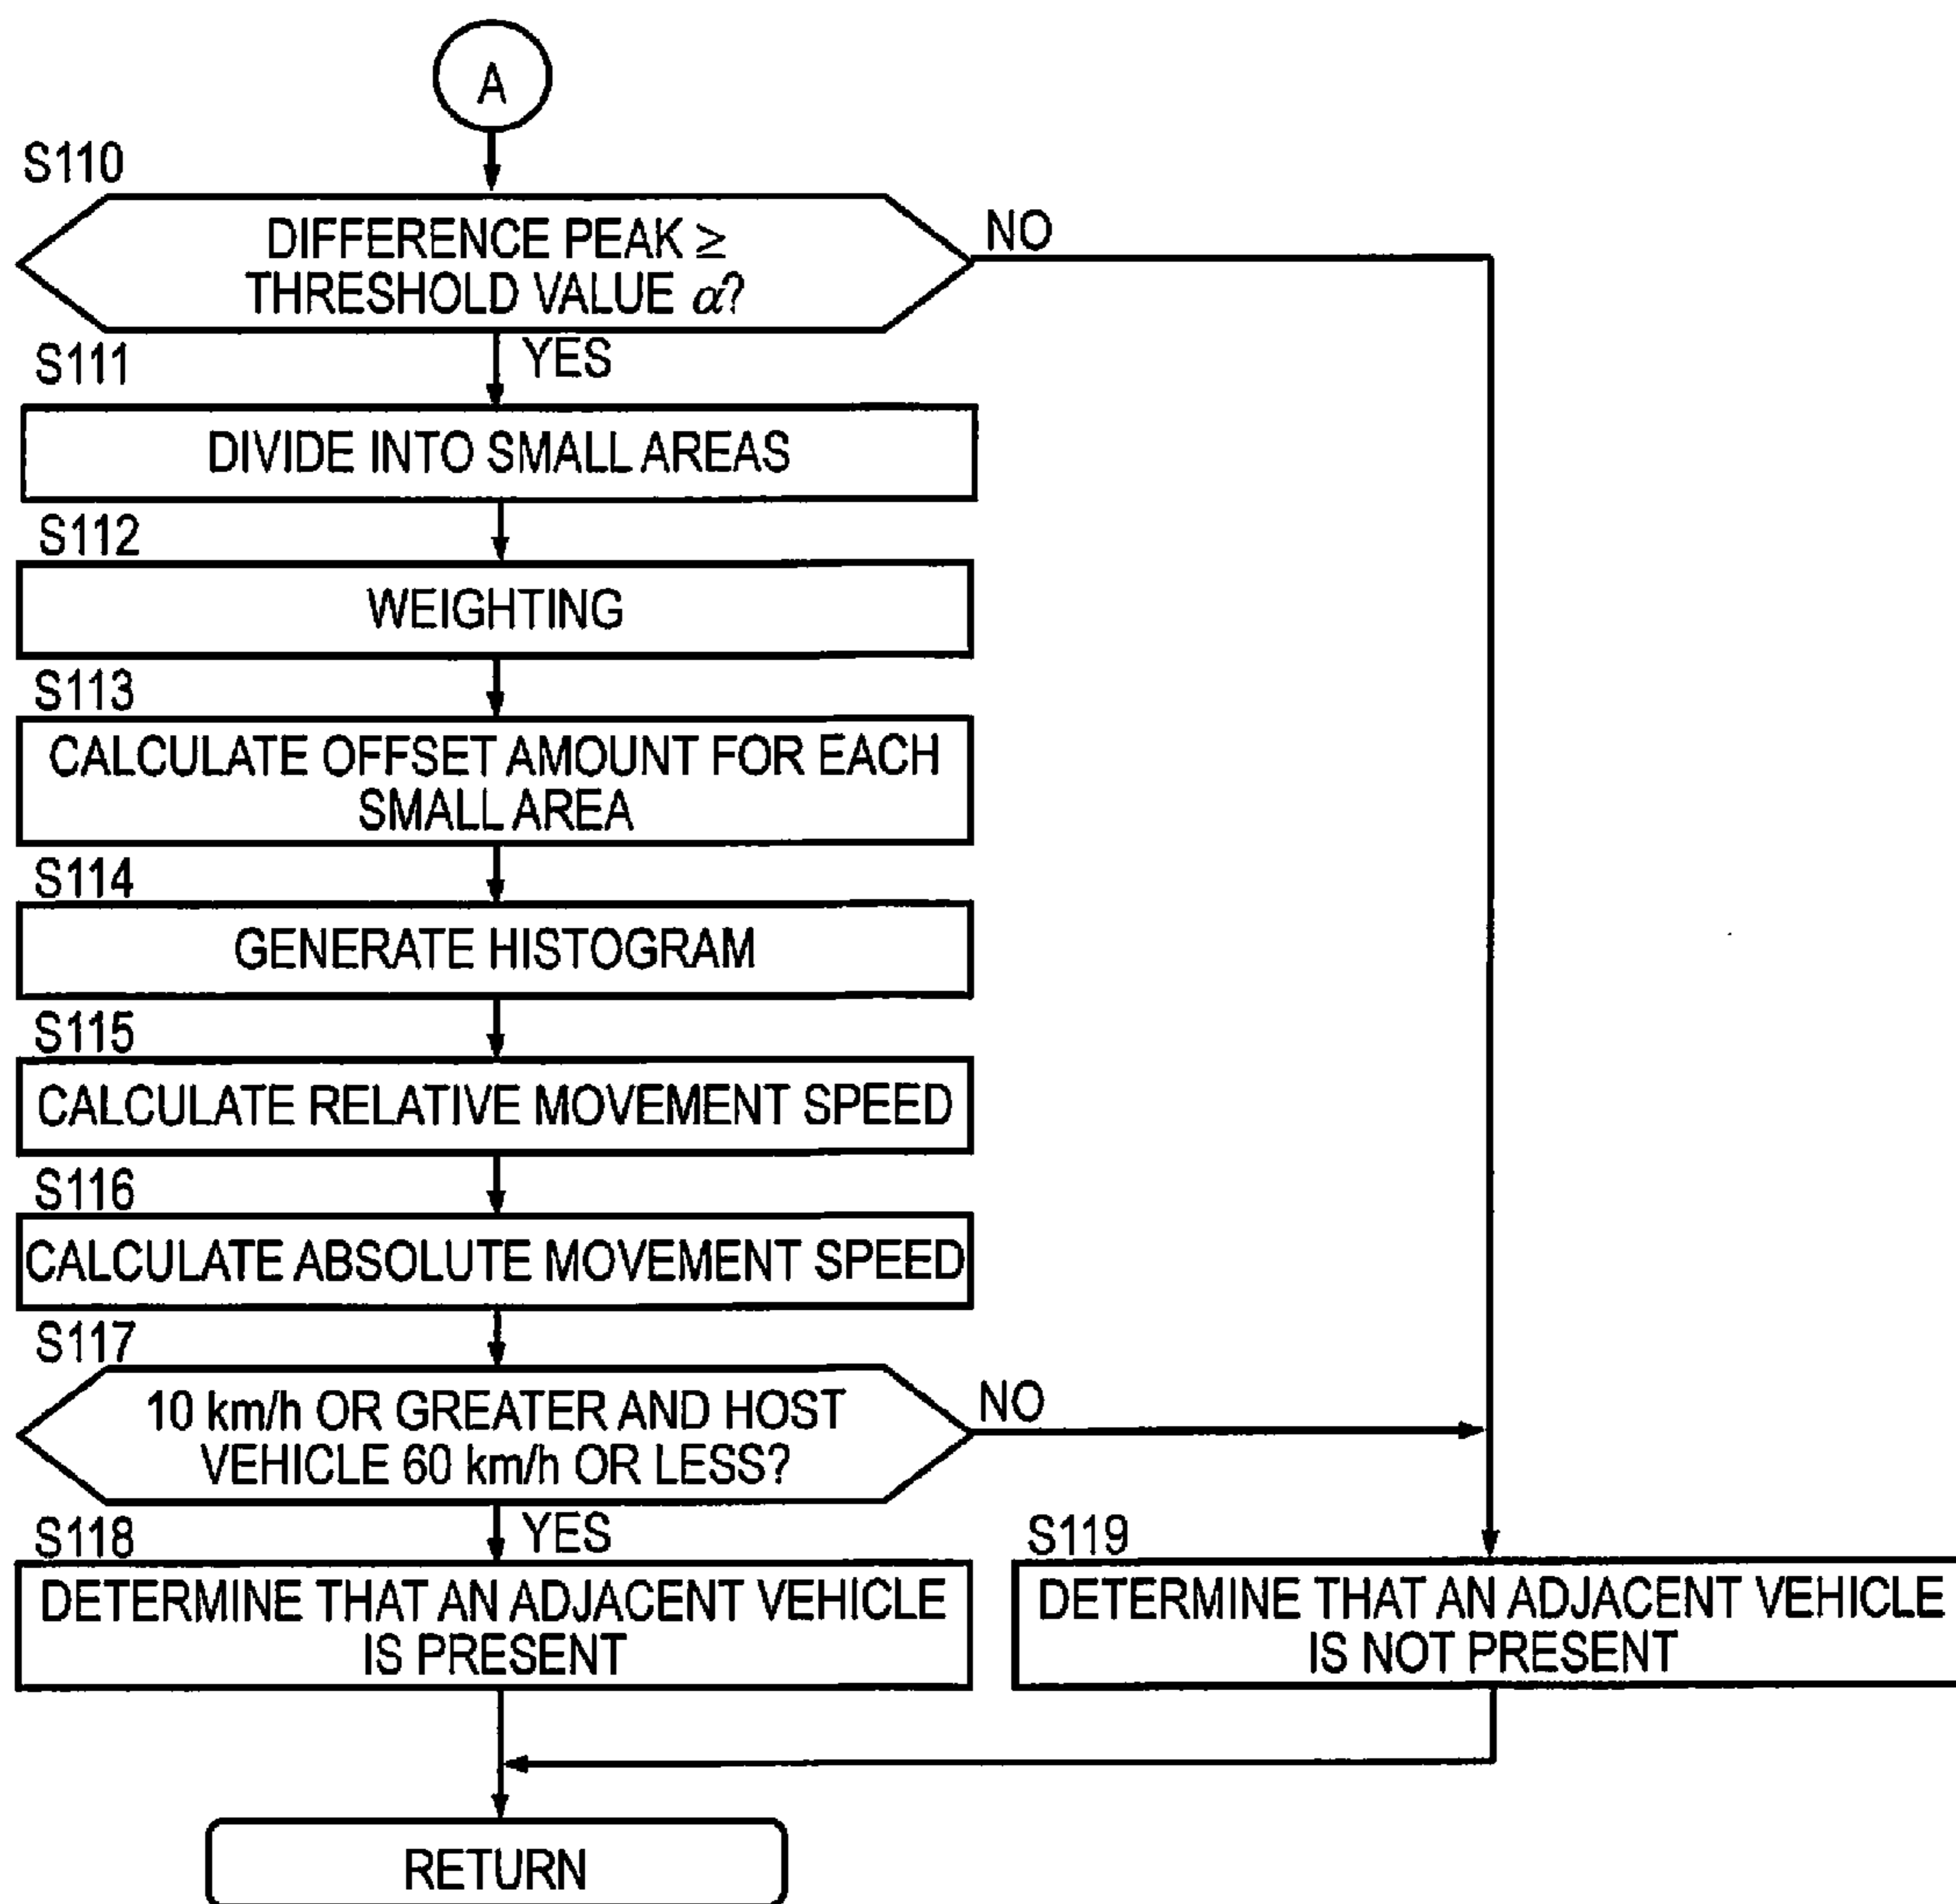 A
S110
DIFFERENCE PEAK ≥
THRESHOLD VALUE α?
NO
YES
S111
DIVIDE INTO SMALL AREAS
S112
WEIGHTING
S113
CALCULATE OFFSET AMOUNT FOR EACH
SMALL AREA
S114
GENERATE HISTOGRAM
S115
CALCULATE RELATIVE MOVEMENT SPEED
S116
CALCULATE ABSOLUTE MOVEMENT SPEED
S117
10 km/h OR GREATER AND HOST
VEHICLE 60 km/h OR LESS?
NO
YES
S118
DETERMINE THAT AN ADJACENT VEHICLE
IS PRESENT
S119
DETERMINE THAT AN ADJACENT VEHICLE
IS NOT PRESENT
RETURN